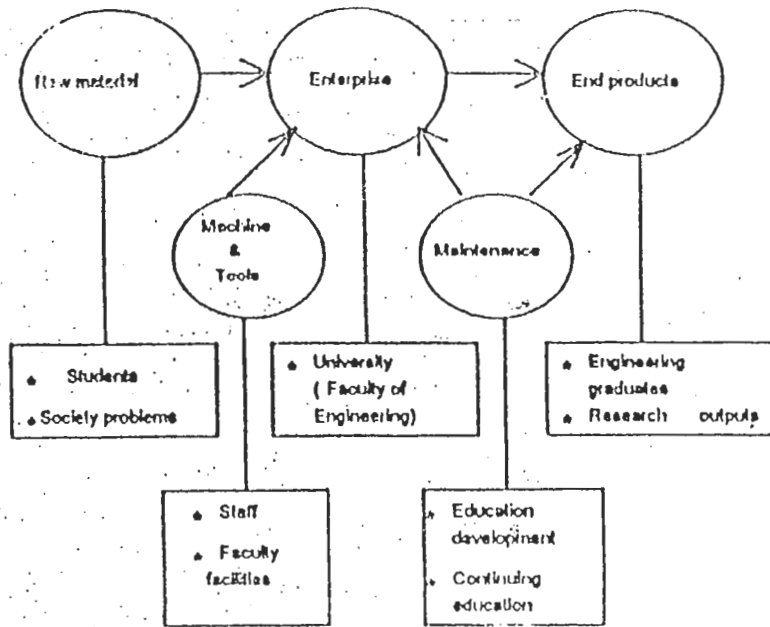 Raw material
Enterprize
End products
Machine
&
Tools
Maintenance
* Students
* Society problems
* University
( Faculty of
Engineering)
* Engineering
graduates
* Research outputs
* Staff
* Faculty
facilities
* Education
development
* Continuing
education